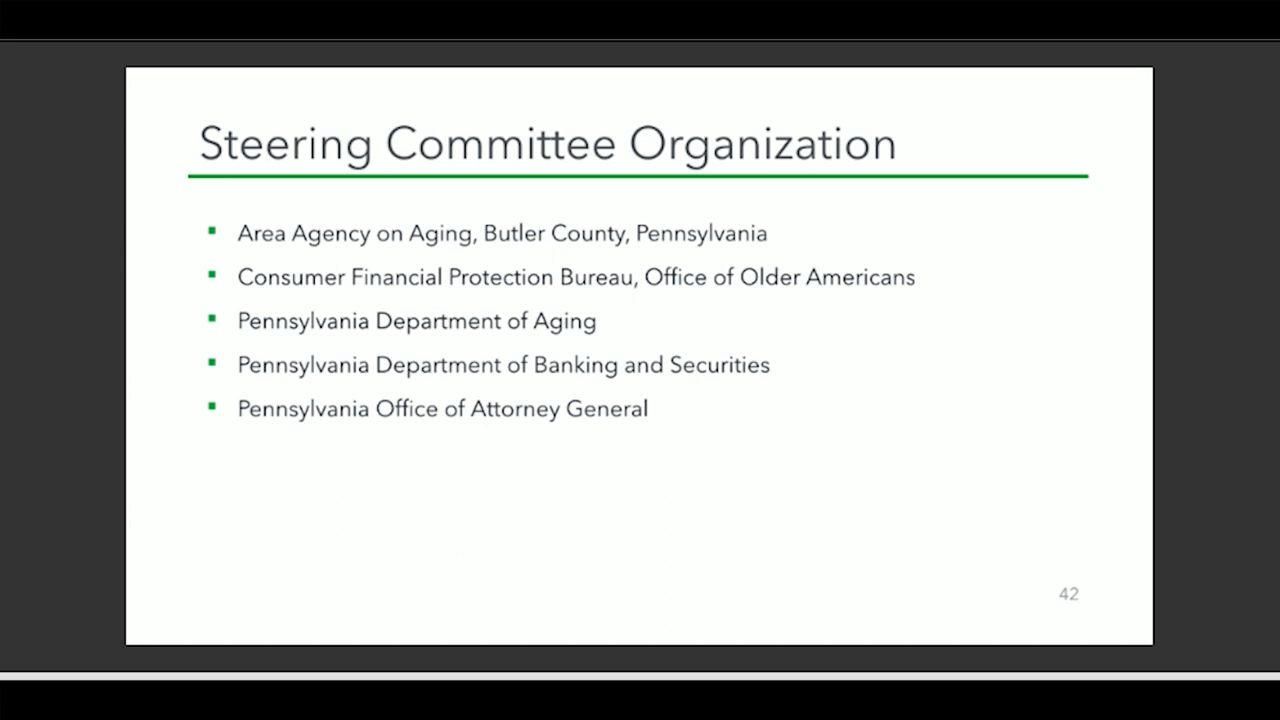 Steering Committee Organization
Area Agency on Aging, Butler County, Pennsylvania
Consumer Financial Protection Bureau, Office of Older Americans
Pennsylvania Department of Aging
Pennsylvania Department of Banking and Securities
Pennsylvania Office of Attorney General
42